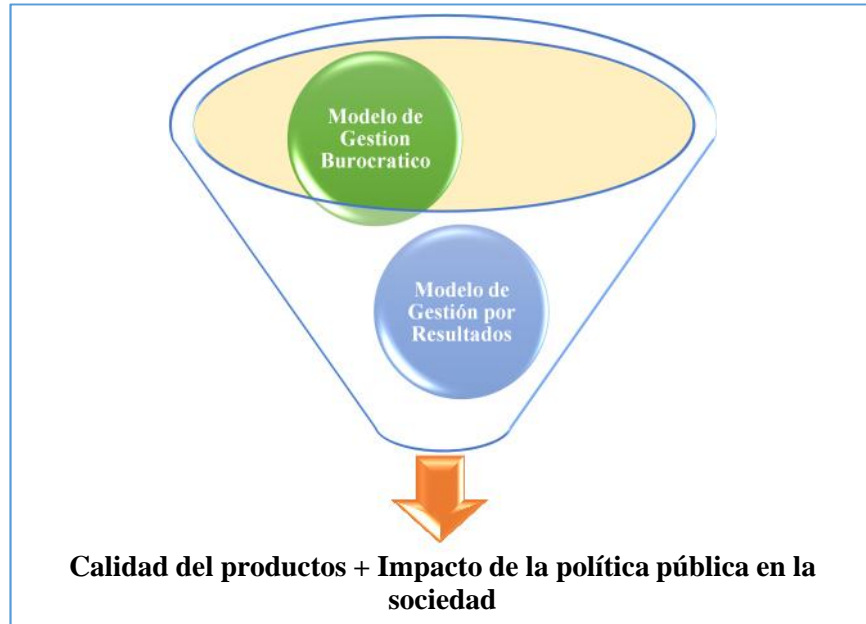 Modelo de
Gestion
Burocratico
Modelo de
Gestión por
Resultados
Calidad del productos + Impacto de la política pública en la
sociedad